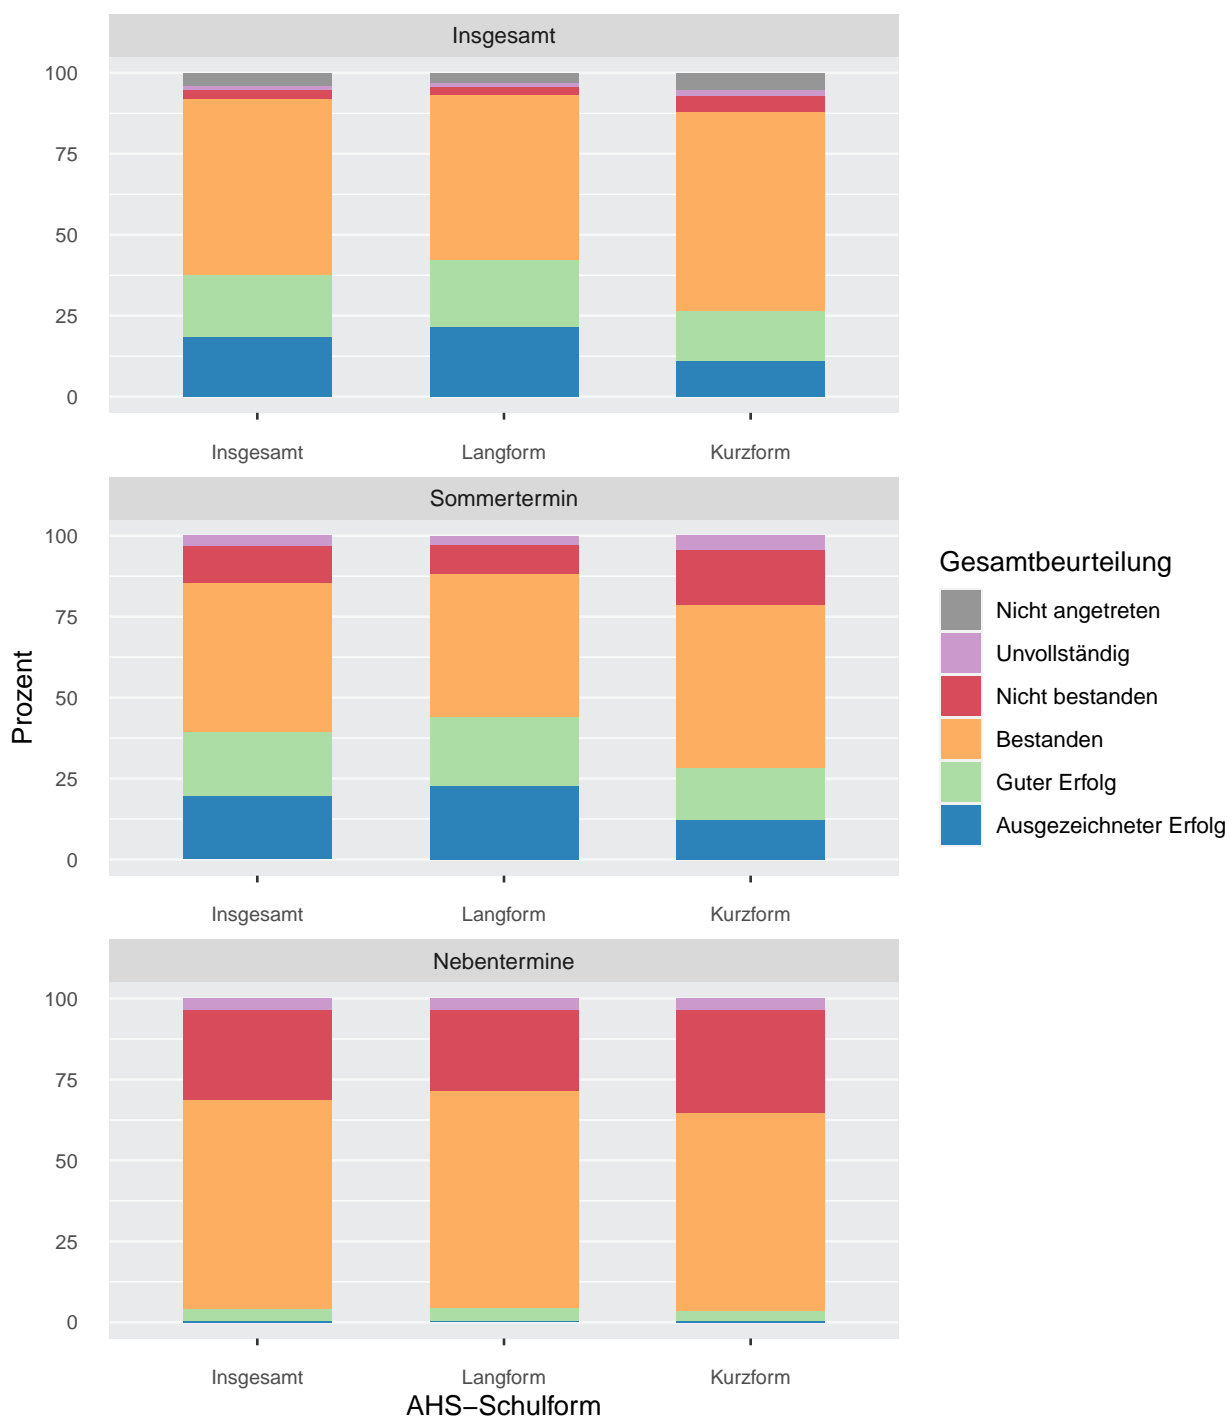 Insgesamt
100
75
50
25
0
Insgesamt Langform Kurzform
Sommertermin
100
75
50
25
0
Insgesamt Langform Kurzform
Nebentermine
100
75
50
25
0
Insgesamt Langform Kurzform
AHS−Schulform
Prozent
Gesamtbeurteilung
Nicht angetreten
Unvollständig
Nicht bestanden
Bestanden
Guter Erfolg
Ausgezeichneter Erfolg